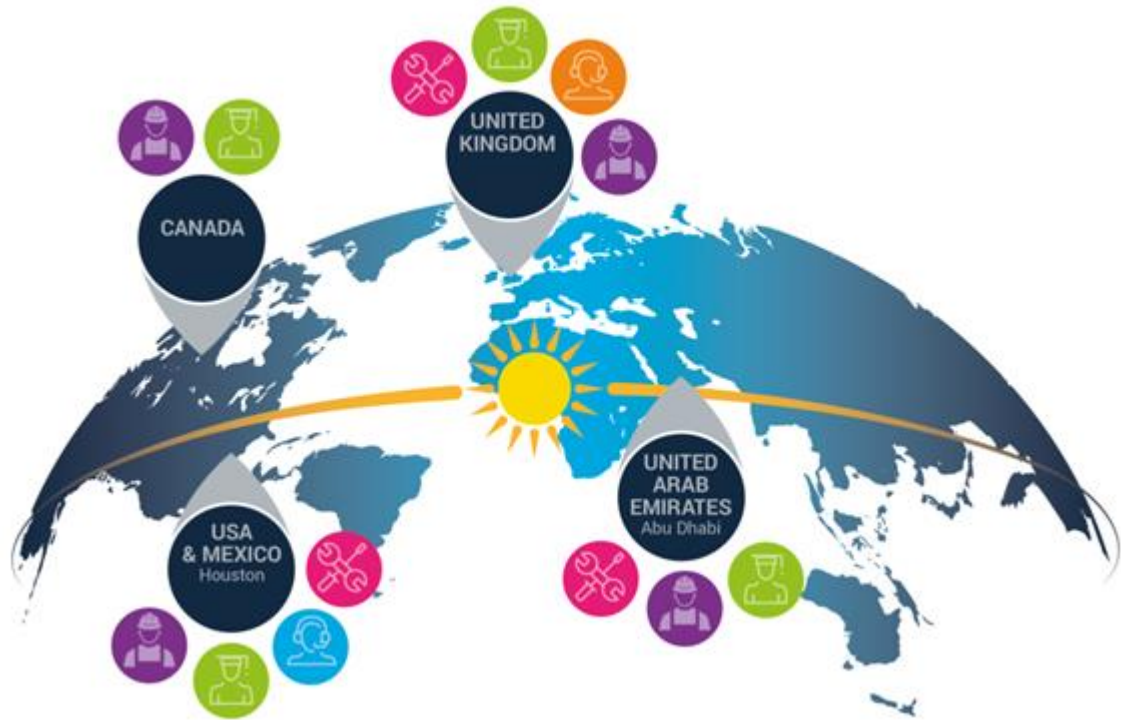 UNITED
KINGDOM
CANADA
UNITED
ARAB
EMIRATES
Abu Dhabi
USA
& MEXICO
Houston